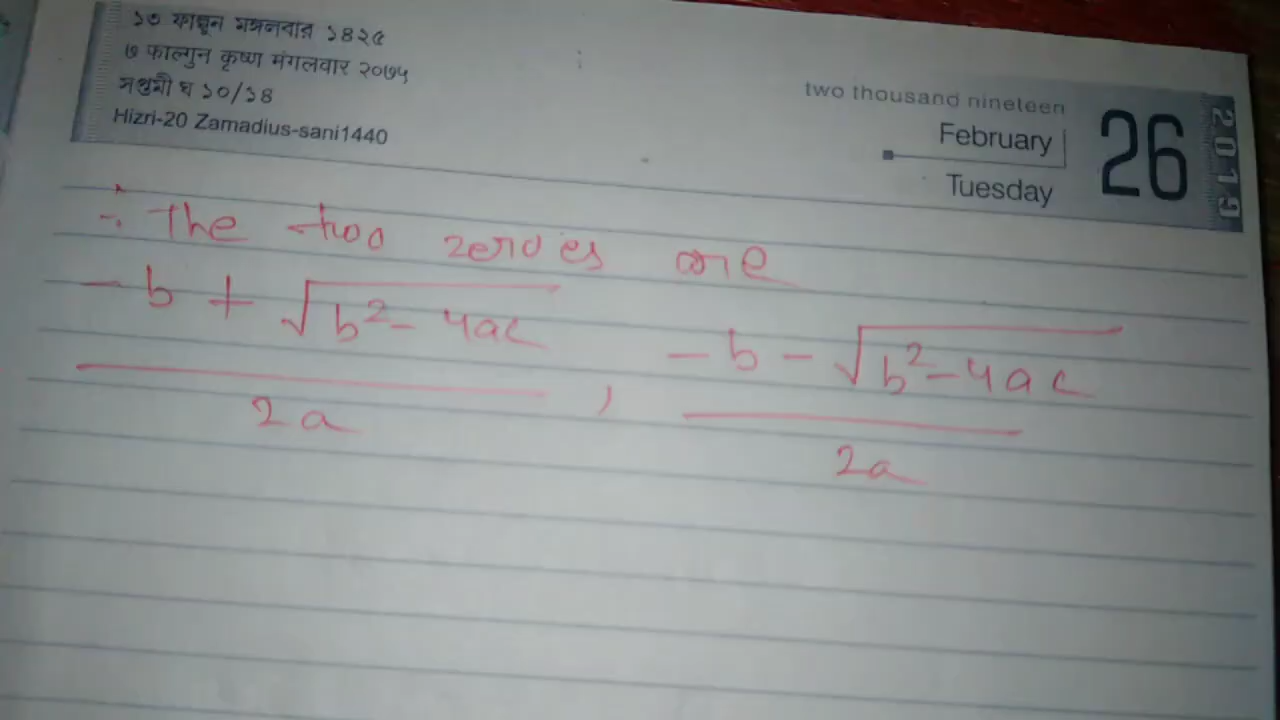 ১৩ ফাল্গুন মঙ্গলবার ১৪২৫
७ फाल्गुन कृष्ण मंगलवार २०७५
সপ্তমী ঘ ১০/১৪
Hizri-20 Zamadius-sani1440
two thousand nineteen
February
26
Tuesday
2019
∴ The two zeroes are
-b + √b²-4ac / 2a , -b - √b²-4ac / 2a